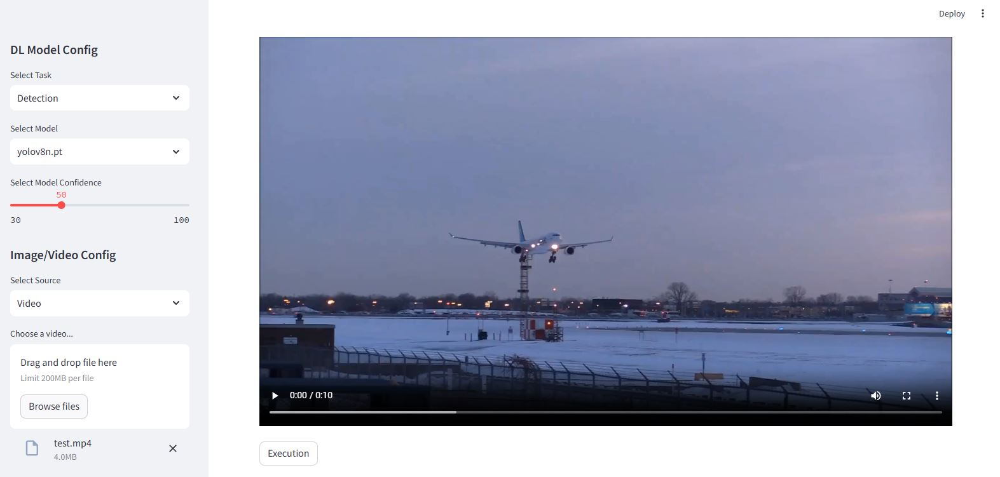 Deploy
DL Model Config
Select Task
Detection
Select Model
yolov8n.pt
Select Model Confidence
50
30 100
Image/Video Config
Select Source
Video
Choose a video...
Drag and drop file here
Limit 200MB per file
Browse files
test.mp4
4.0MB
0:00 / 0:10
Execution